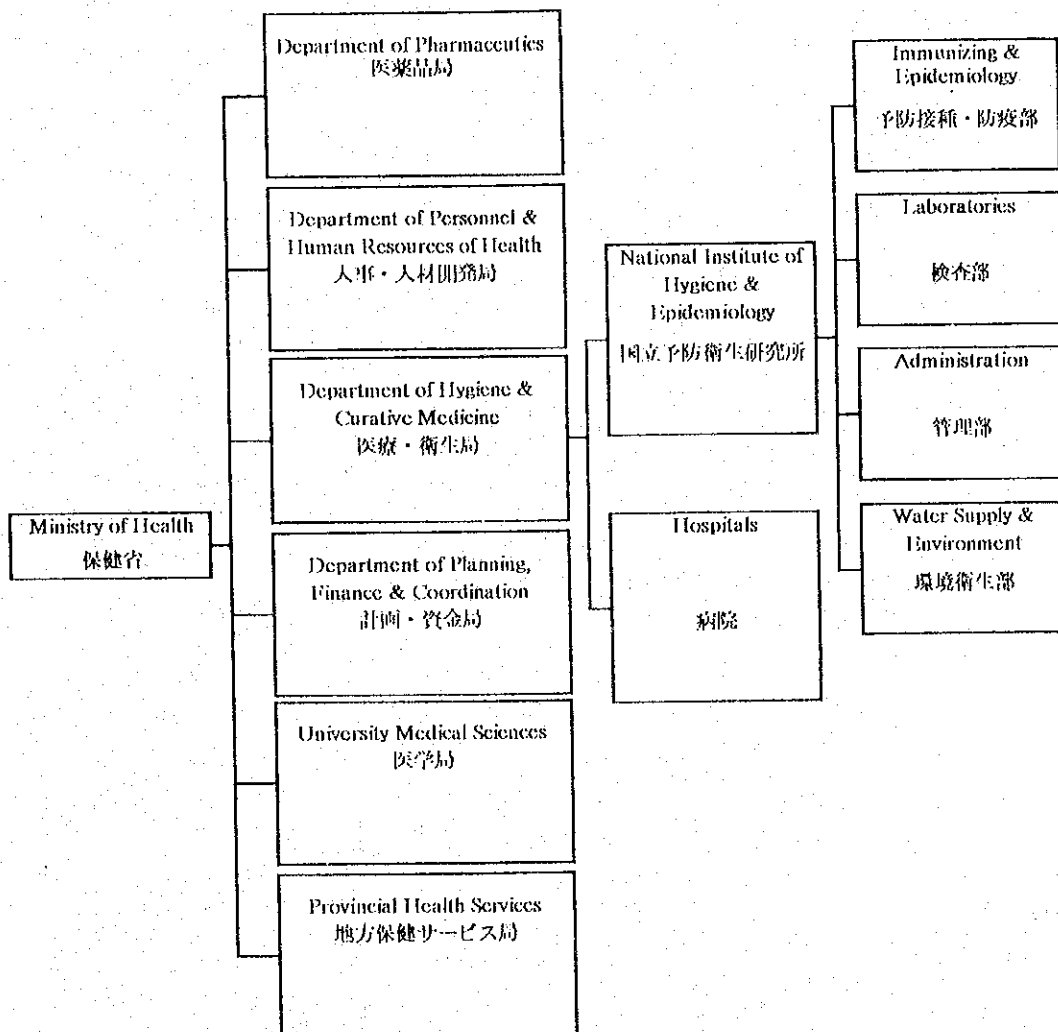 Ministry of Health
保健省
Department of Pharmaceutics
医薬品局
Department of Personnel &
Human Resources of Health
人事・人材開発局
Department of Hygiene &
Curative Medicine
医療・衛生局
Department of Planning,
Finance & Coordination
計画・資金局
University Medical Sciences
医学局
Provincial Health Services
地方保健サービス局
National Institute of
Hygiene &
Epidemiology
国立予防衛生研究所
Hospitals
病院
Immunizing &
Epidemiology
予防接種・防疫部
Laboratories
検査部
Administration
管理部
Water Supply &
Environment
環境衛生部